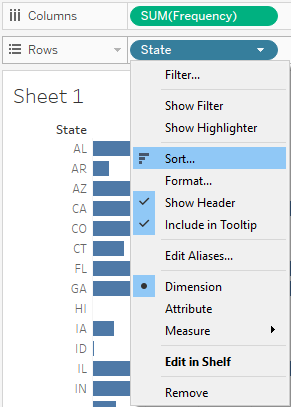 Columns
SUM(Frequency)
Rows
State
Filter...
Show Filter
Show Highlighter
Sort...
Format...
Show Header
Include in Tooltip
Edit Aliases...
Dimension
Attribute
Measure
Edit in Shelf
Remove
Sheet 1
State
AL
AR
AZ
CA
CO
CT
FL
GA
HI
IA
ID
IL
IN